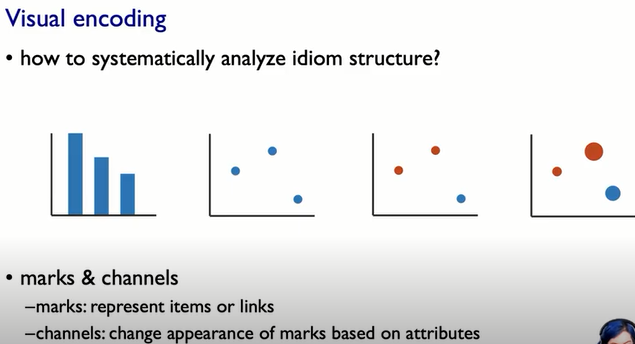 Visual encoding
• how to systematically analyze idiom structure?
• marks & channels
–marks: represent items or links
–channels: change appearance of marks based on attributes